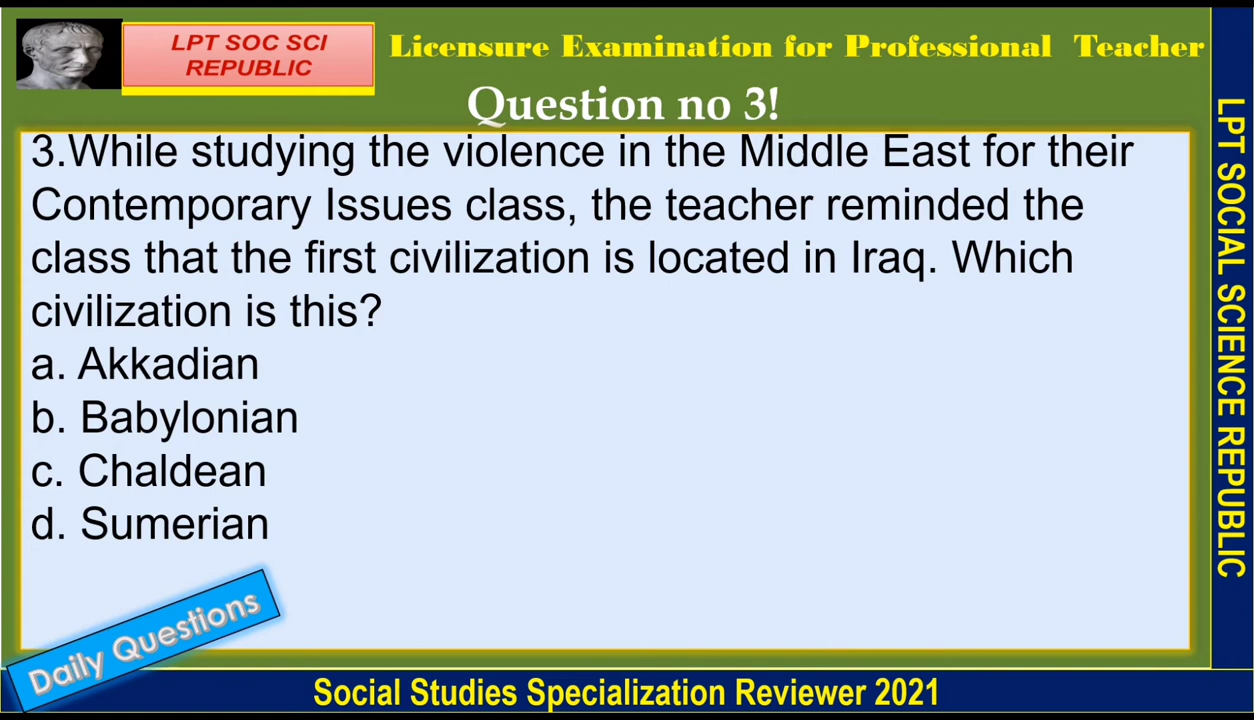 LPT SOC SCI
REPUBLIC
Licensure Examination for Professional Teacher
Question no 3!
3.While studying the violence in the Middle East for their
Contemporary Issues class, the teacher reminded the
class that the first civilization is located in Iraq. Which
civilization is this?
a. Akkadian
b. Babylonian
c. Chaldean
d. Sumerian
Daily Questions
Social Studies Specialization Reviewer 2021
LPT SOCIAL SCIENCE REPUBLIC